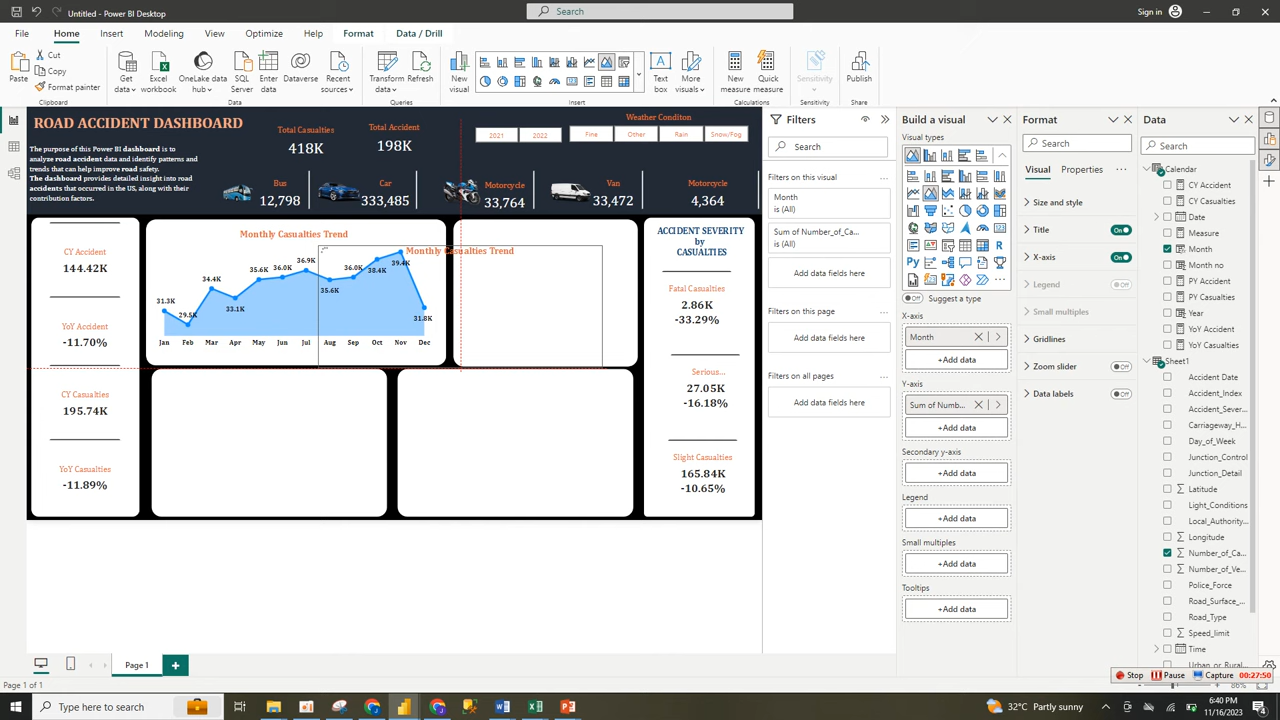 Untitled - Power BI Desktop
Search
Sign in
File
Home
Insert
Modeling
View
Optimize
Help
Format
Data / Drill
Paste
Cut
Copy
Format painter
Clipboard
Get data
Excel workbook
OneLake data hub
SQL Server
Enter data
Dataverse
Recent sources
Data
Transform data
Refresh
Queries
New visual
Text box
More visuals
Insert
New measure
Quick measure
Calculations
Sensitivity
Sensitivity
Publish
Share
ROAD ACCIDENT DASHBOARD
The purpose of this Power BI dashboard is to
analyze road accident data and identify patterns and
trends that can help improve road safety.
The dashboard provides detailed insight into road
accidents that occurred in the US, along with their
contribution factors.
Total Casualties
418K
Total Accident
198K
2021
2022
Weather Conditon
Fine
Other
Rain
Snow/Fog
Bus
12,798
Car
333,485
Motorcycle
33,764
Van
33,472
Motorcycle
4,364
CY Accident
144.42K
YoY Accident
-11.70%
CY Casualties
195.74K
YoY Casualties
-11.89%
Monthly Casualties Trend
Monthly Casualties Trend
31.3K
29.5K
34.4K
33.1K
35.6K
36.0K
36.9K
35.6K
36.0K
38.4K
39.4K
31.8K
Jan
Feb
Mar
Apr
May
Jun
Jul
Aug
Sep
Oct
Nov
Dec
ACCIDENT SEVERITY
by
CASUALTIES
Fatal Casualties
2.86K
-33.29%
Serious...
27.05K
-16.18%
Slight Casualties
165.84K
-10.65%
Filters
Search
Filters on this visual
Month
is (All)
Sum of Number_of_Ca...
is (All)
Add data fields here
Filters on this page
Add data fields here
Filters on all pages
Add data fields here
Build a visual
Visual types
R
Py
Off
Suggest a type
X-axis
Month
+Add data
Y-axis
Sum of Numb...
+Add data
Secondary y-axis
+Add data
Legend
+Add data
Small multiples
+Add data
Tooltips
+Add data
Format
Search
Visual
Properties
Size and style
Title
On
X-axis
On
Legend
Off
Small multiples
Gridlines
Zoom slider
Off
Data labels
Off
Data
Search
Calendar
CY Accident
CY Casualties
Date
Measure
Month
Month no
PY Accident
PY Casualties
Year
YoY Accident
YoY Casualties
Sheet1
Accident Date
Accident_Index
Accident_Sever...
Carriageway_H...
Day_of_Week
Junction_Control
Junction_Detail
Latitude
Light_Conditions
Local_Authority...
Longitude
Number_of_Ca...
Number_of_Ve...
Police_Force
Road_Surface_...
Road_Type
Speed_limit
Time
Page 1
Page 1 of 1
Stop
Pause
Capture
00:27:50
86%
Type here to search
32°C Partly sunny
6:40 PM
11/16/2023